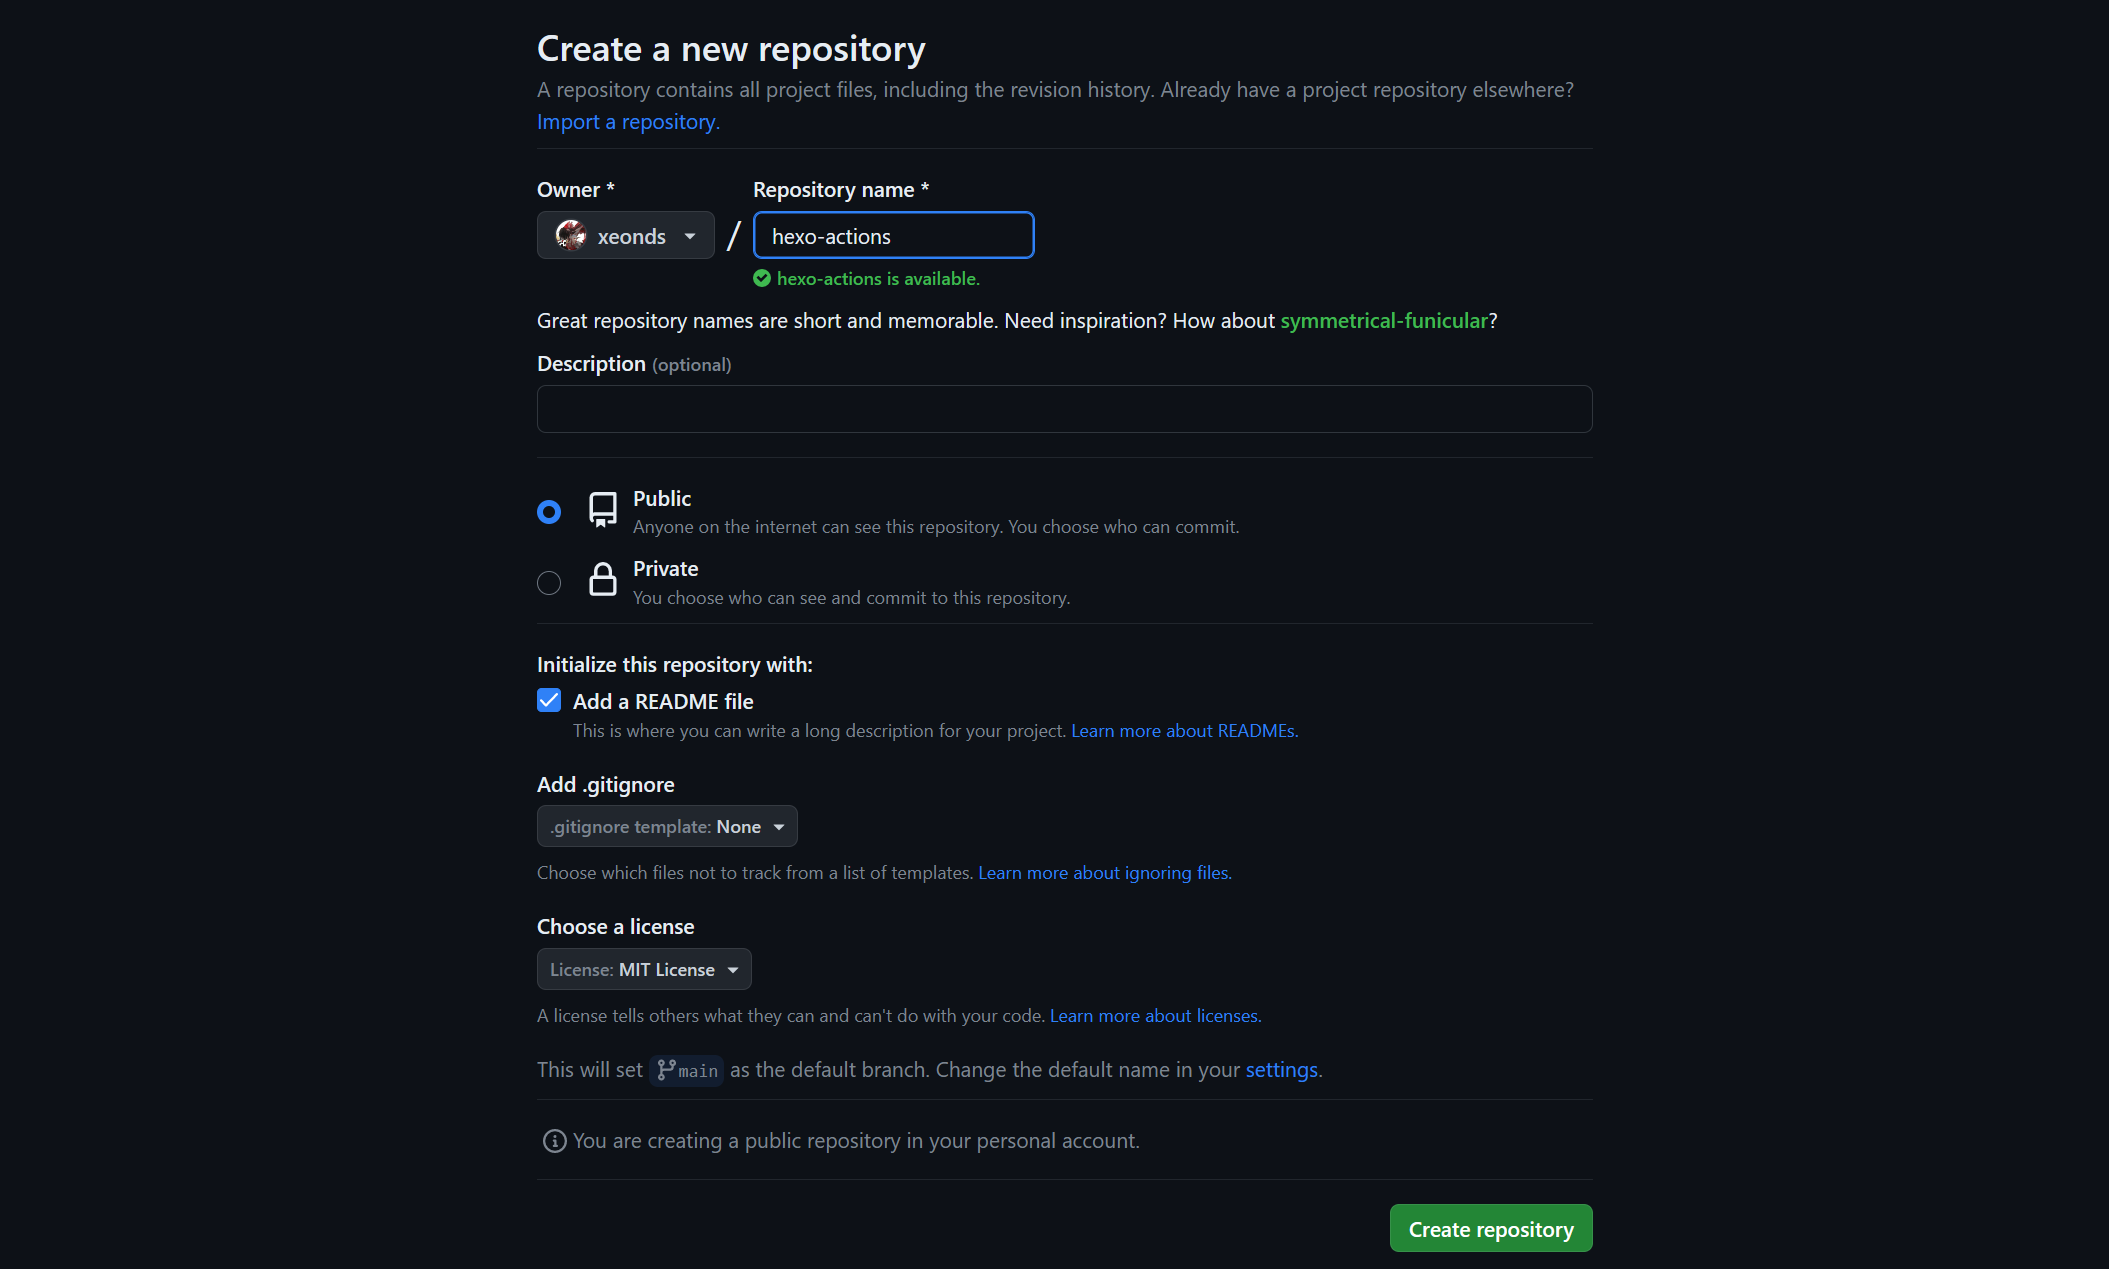 Create a new repository
A repository contains all project files, including the revision history. Already have a project repository elsewhere?
Import a repository.
Owner *
Repository name *
xeonds
/
hexo-actions
hexo-actions is available.
Great repository names are short and memorable. Need inspiration? How about symmetrical-funicular?
Description (optional)
Public
Anyone on the internet can see this repository. You choose who can commit.
Private
You choose who can see and commit to this repository.
Initialize this repository with:
Add a README file
This is where you can write a long description for your project. Learn more about READMEs.
Add .gitignore
.gitignore template: None
Choose which files not to track from a list of templates. Learn more about ignoring files.
Choose a license
License: MIT License
A license tells others what they can and can't do with your code. Learn more about licenses.
This will set main as the default branch. Change the default name in your settings.
You are creating a public repository in your personal account.
Create repository